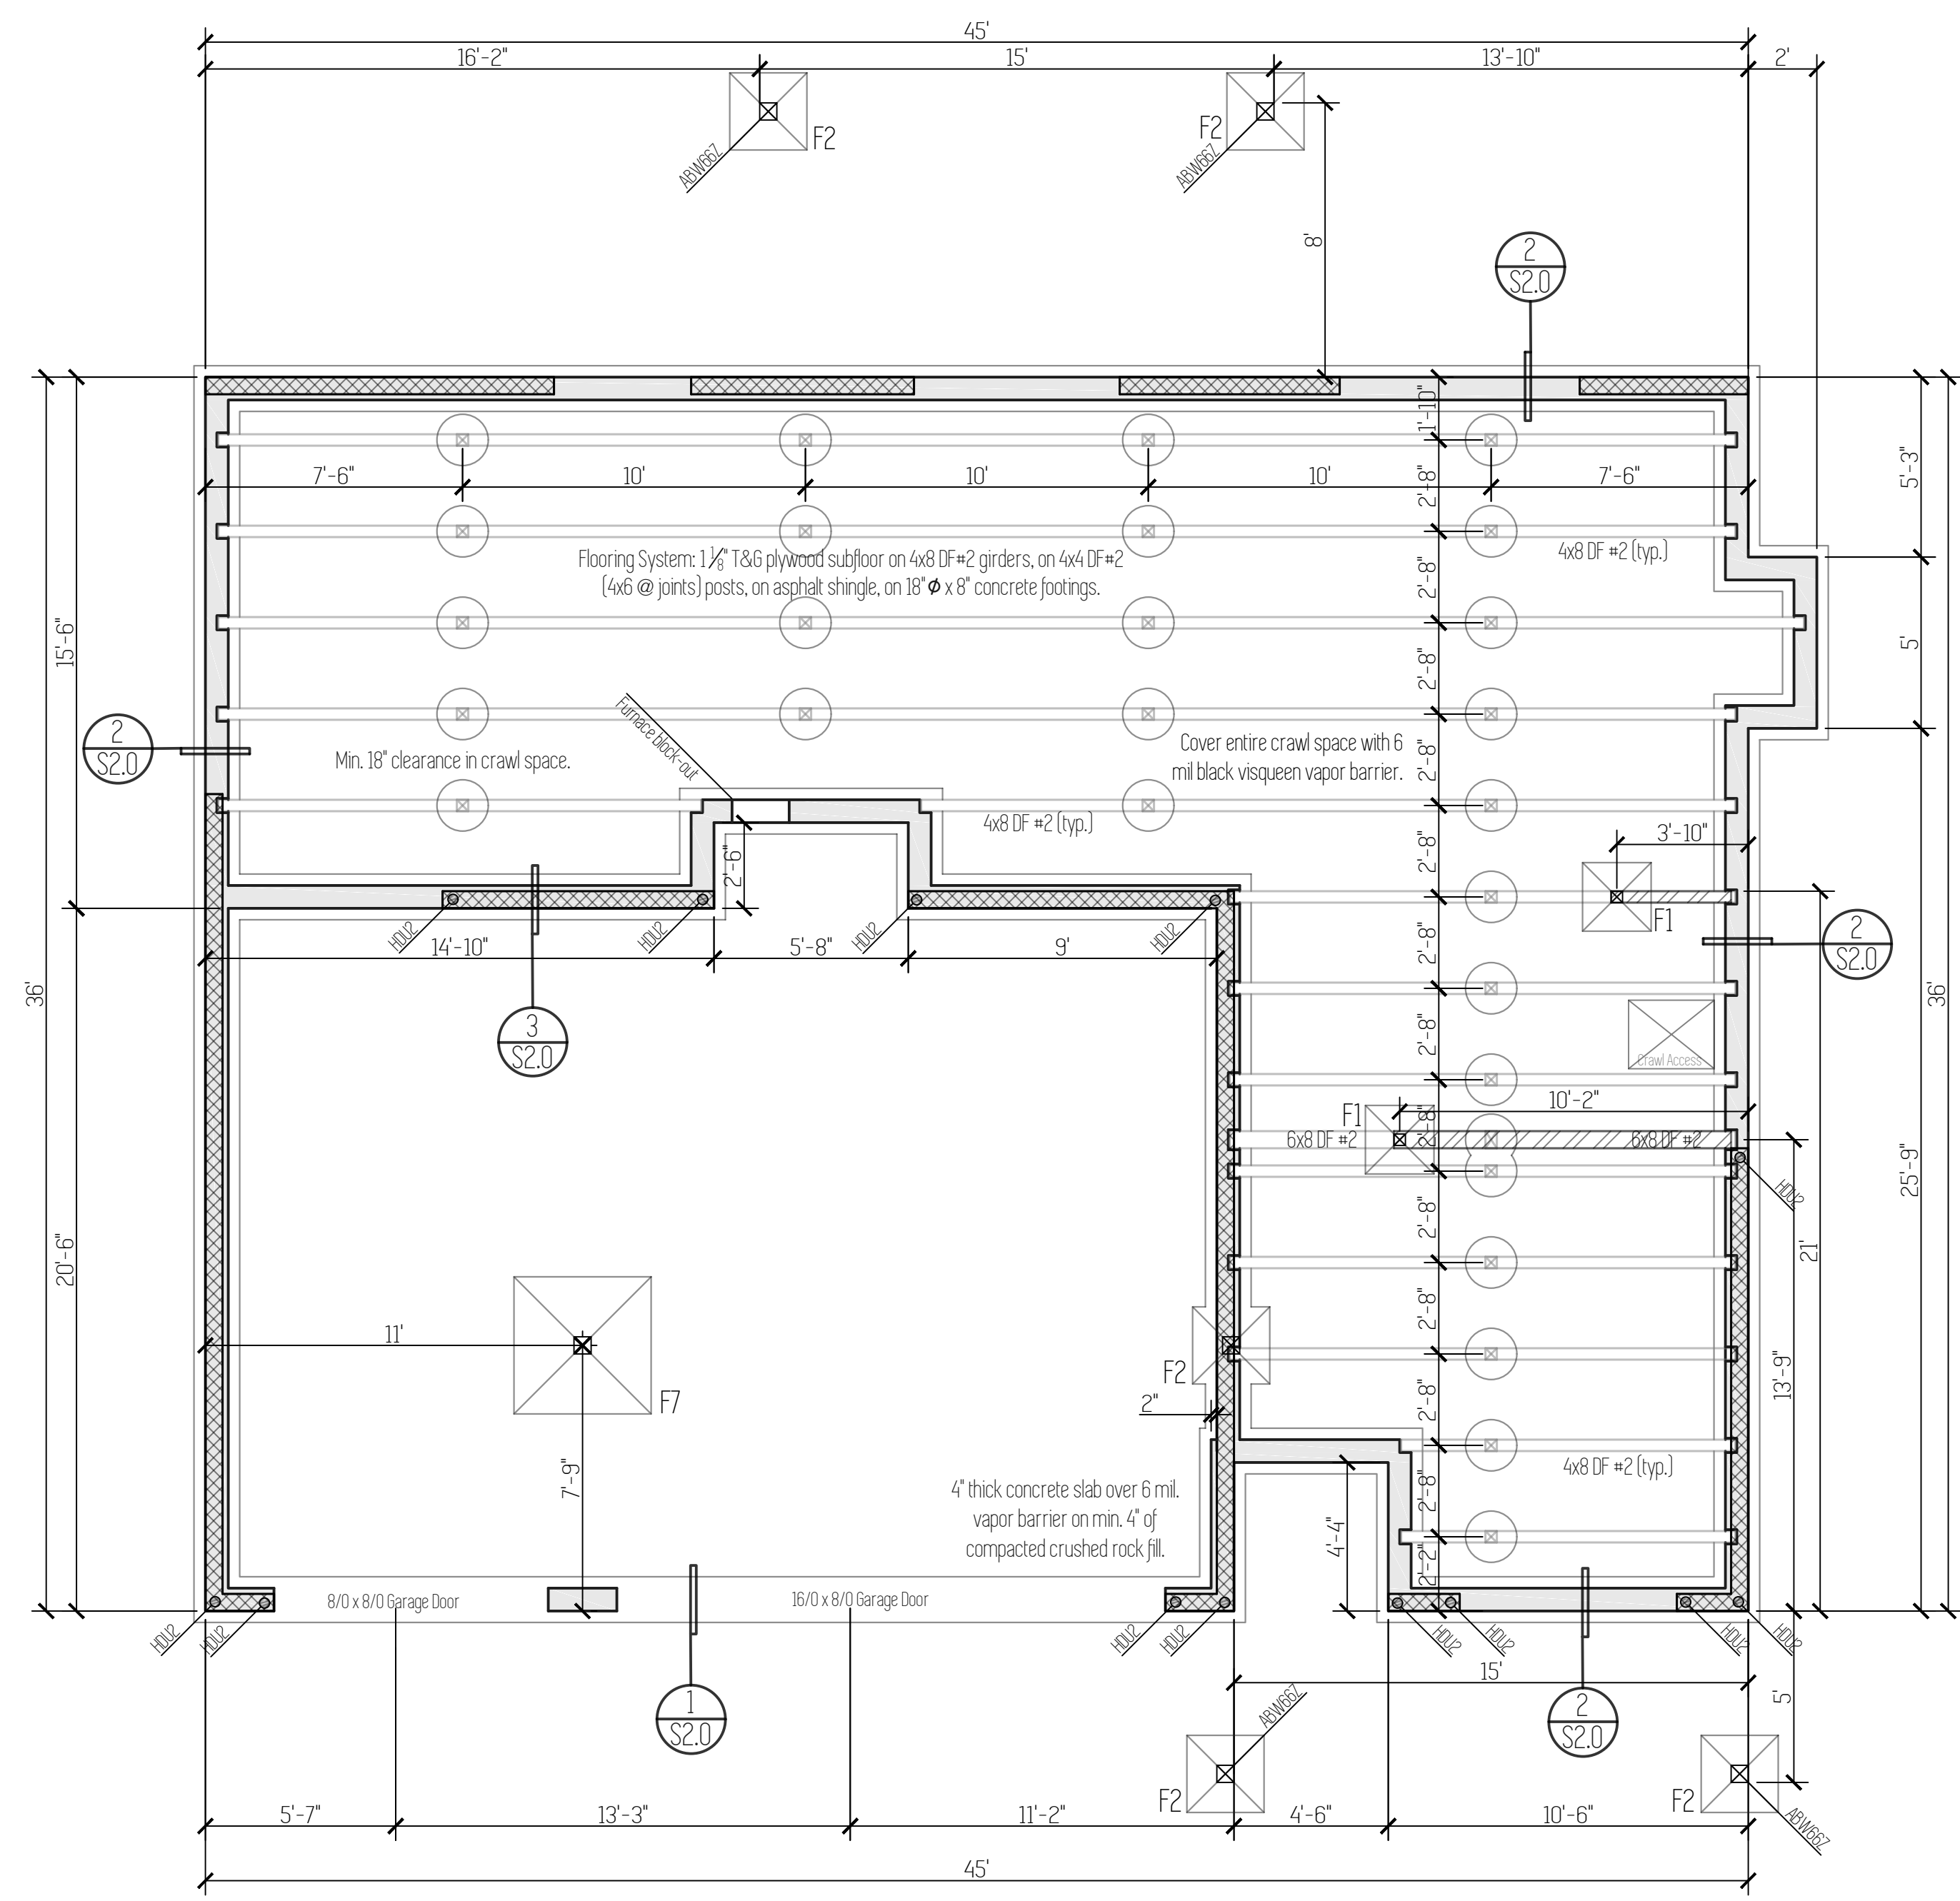 45'
16'-2"
15'
13'-10"
2'
F2
F2
ABW66Z
ABW66Z
8'
2
S2.0
1'-10"
7'-6"
10'
10'
10'
7'-6"
5'-3"
2'-8"
Flooring System: 1 1/8" T&G plywood subfloor on 4x8 DF#2 girders, on 4x4 DF#2
(4x6 @ joints) posts, on asphalt shingle, on 18"ϕ x 8" concrete footings.
4x8 DF #2 (typ.)
2'-8"
15'-6"
5'
2'-8"
Furnace block-out
2
S2.0
Min. 18" clearance in crawl space.
Cover entire crawl space with 6
mil black visqueen vapor barrier.
2'-8"
4x8 DF #2 (typ.)
3'-10"
2'-6"
2'-8"
F1
HDU2
HDU2
HDU2
HDU2
14'-10"
5'-8"
9'
2'-8"
2
S2.0
36'
36'
3
S2.0
2'-8"
Crawl Access
10'-2"
F1
6x8 DF #2
2'-8"
6x8 DF #2
HDU2
25'-9"
2'-8"
21'
20'-6"
11'
2'-8"
F7
F2
13'-9"
2"
2'-8"
7'-9"
4" thick concrete slab over 6 mil.
vapor barrier on min. 4" of
compacted crushed rock fill.
4x8 DF #2 (typ.)
2'-8"
4'-4"
2'-2"
8/0 x 8/0 Garage Door
16/0 x 8/0 Garage Door
HDU2
HDU2
HDU2
HDU2
HDU2
HDU2
HDU2
HDU2
15'
5'
1
S2.0
ABW66Z
2
S2.0
F2
F2
ABW66Z
5'-7"
13'-3"
11'-2"
4'-6"
10'-6"
45'